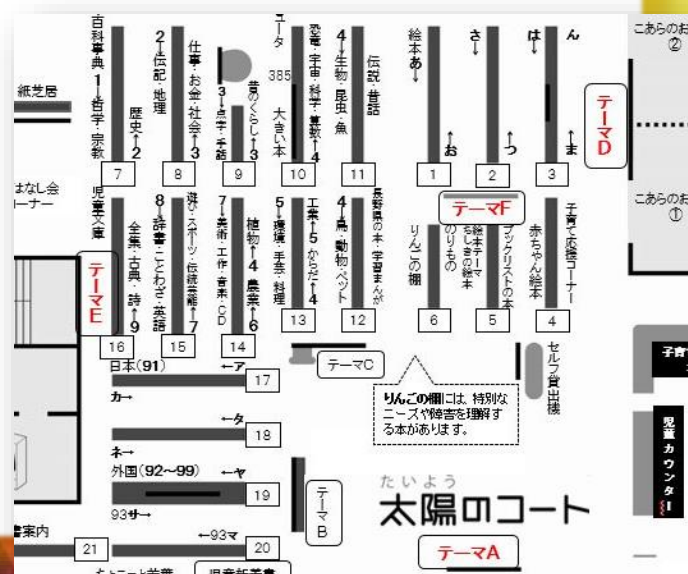 紙芝居
百科事典 1→哲学・宗教
歴史→2
7
2→伝記・地理
仕事・お金・社会→3
8
3→点字・手話
昔のくらし→3
9
385
大きい本
恐竜・宇宙・科学・算数→4
10
4→生物・昆虫・魚
伝説・昔話
11
絵本あ→
→お
1
さ→
→つ
2
は→
ん
→ま
3
テーマD
こあらのお
②
こあらのお
①
児童文庫
テーマE
全集・古典・詩→9
16
8→辞書・ことわざ・英語
遊び・スポーツ・伝統芸能→7
15
7→美術・工作・音楽・CD
植物→4 農業→6
14
5→環境・手芸・料理
工業→5 からだ→4
13
4→鳥・動物・ペット
長野県の本・学習まんが
12
テーマF
りんごの棚
6
のりもの
絵本テーマ
ちしきの絵本
ブックリストの本
5
赤ちゃん絵本
子育て応援コーナー
4
テーマC
セルフ貸出機
りんごの棚には、特別な
ニーズや障害を理解す
る本があります。
日本(91)
←ア
カ→
17
←タ
ネ→
18
外国(92〜99)
←ヤ
93サ→
19
←93マ
20
21
書案内
テーマB
たいよう
太陽のコート
テーマA
子育て
児童カウンター
児童新着書